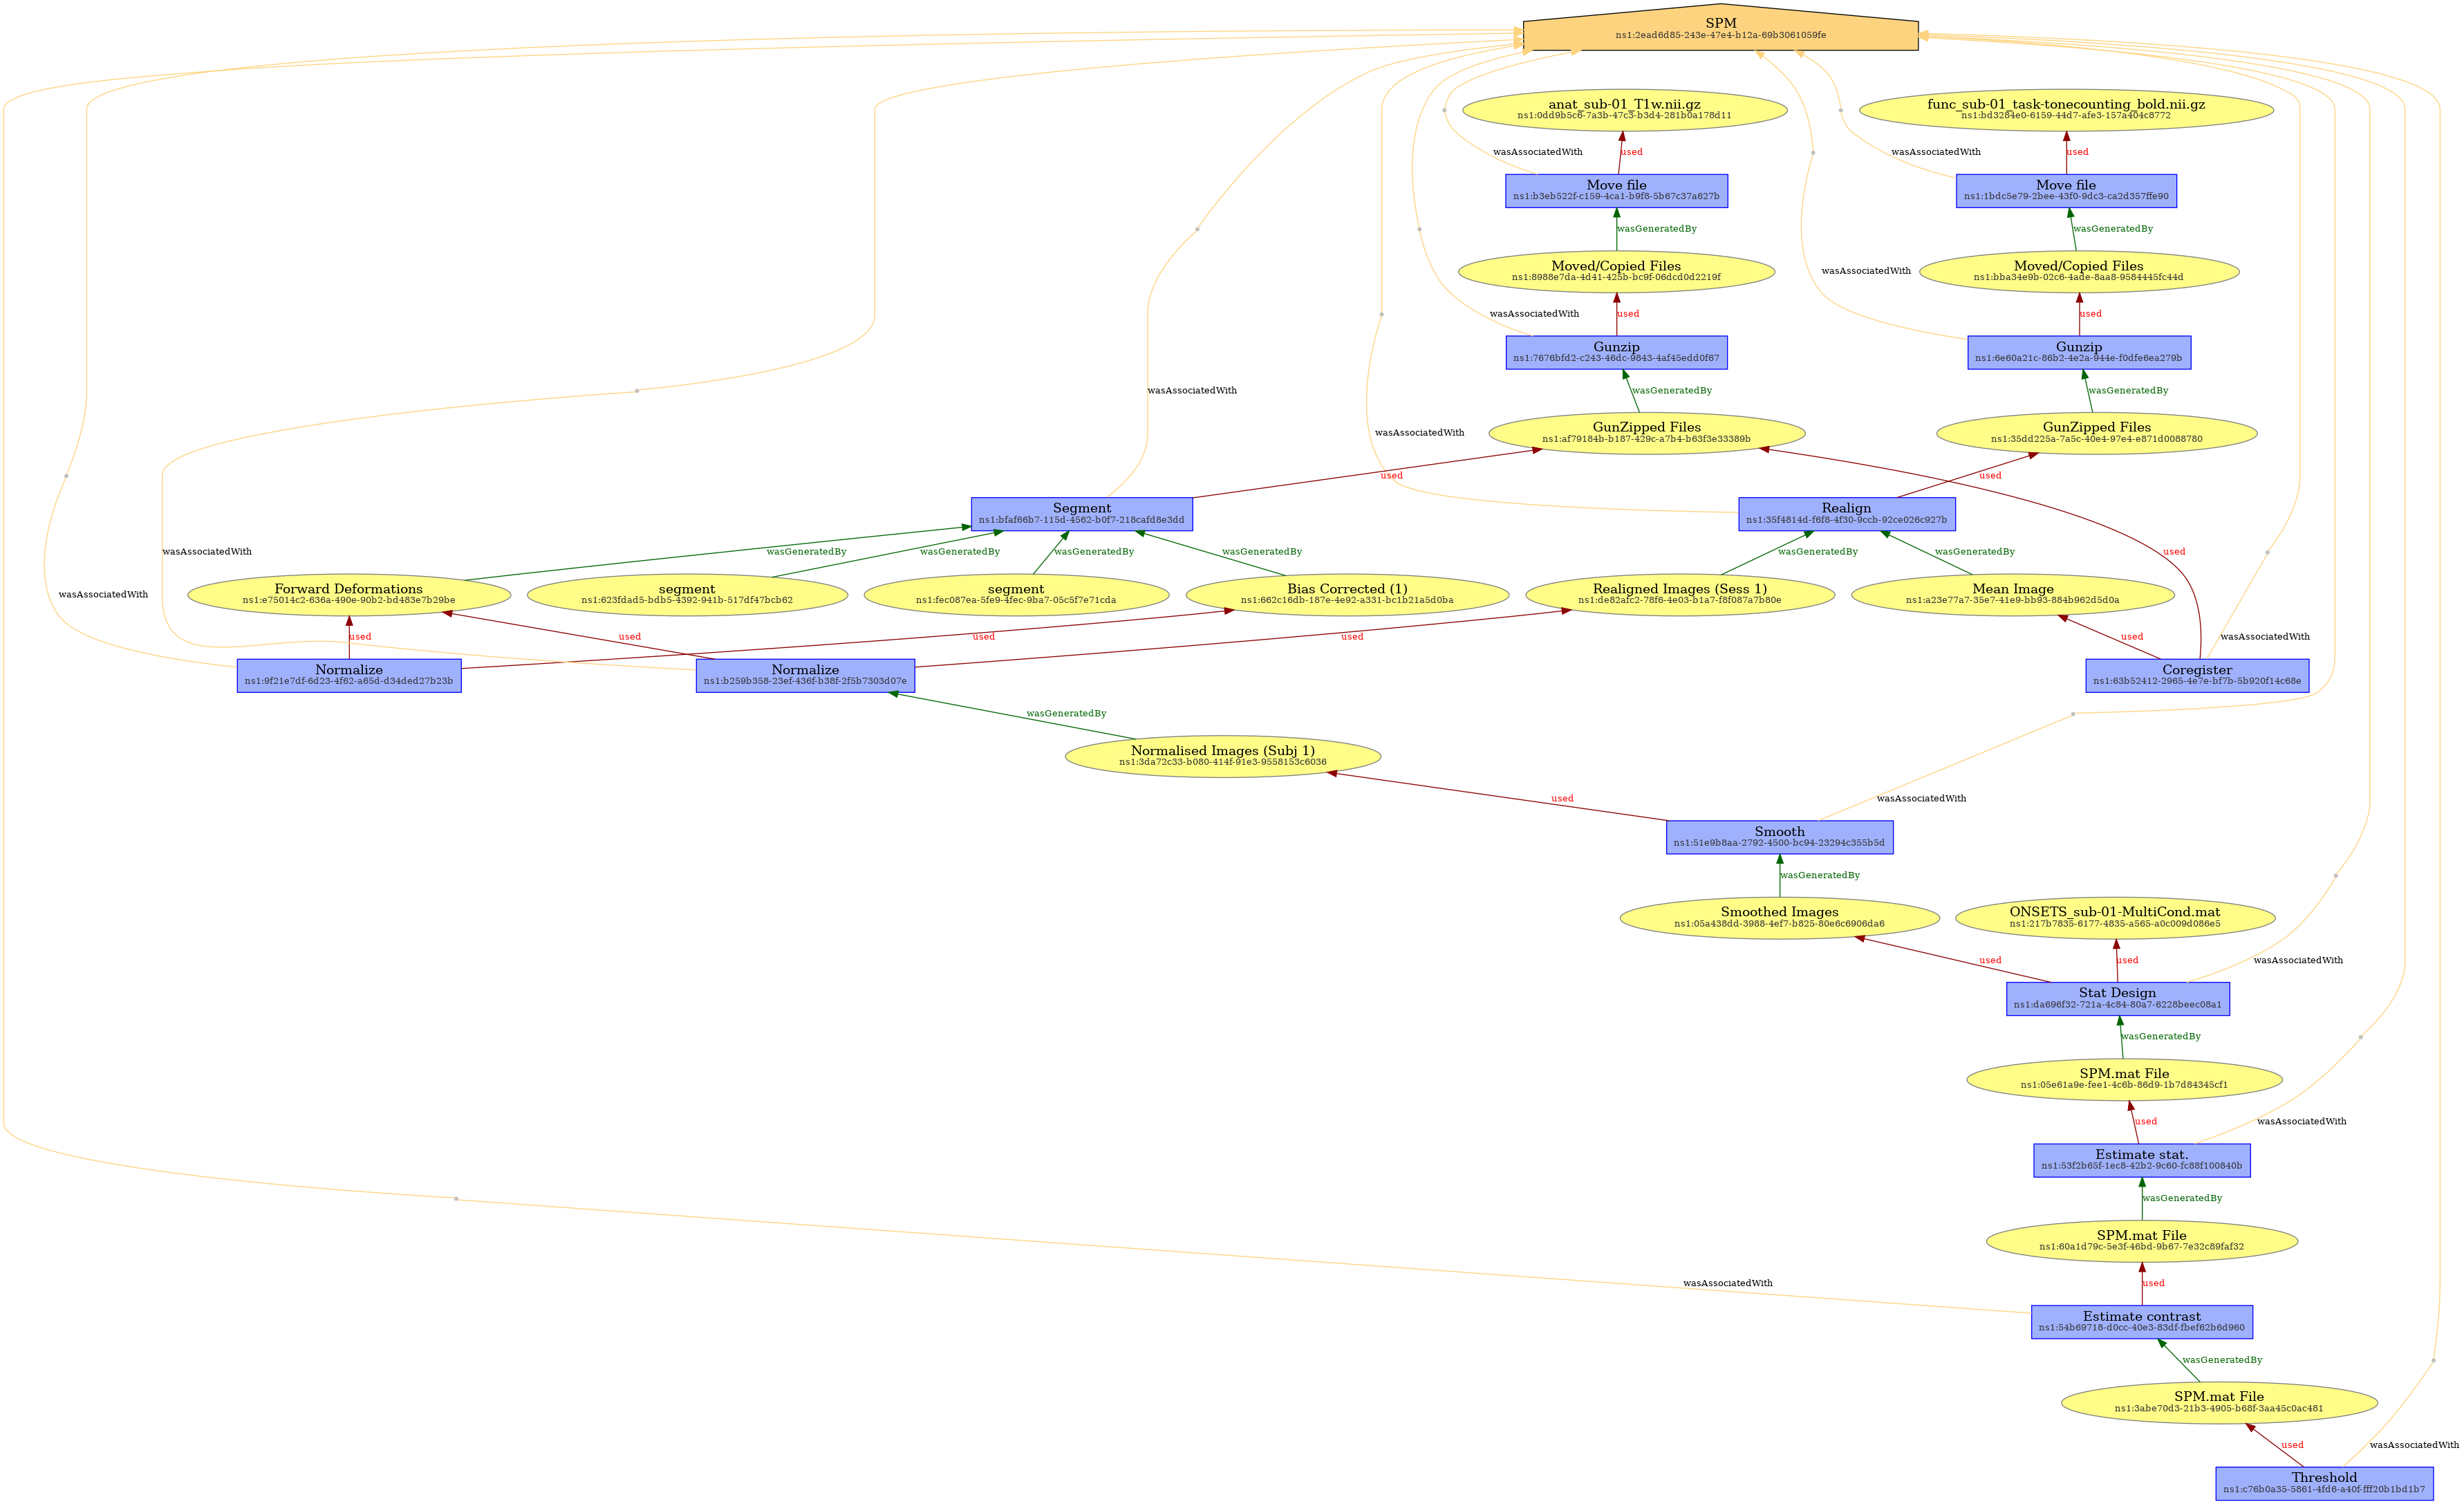 SPM
ns1:2ead6d85-243e-47e4-b12a-69b3061059fe
anat_sub-01_T1w.nii.gz
ns1:0dd9b5c6-7a3b-47c3-b3d4-281b0a178d11
func_sub-01_task-tonecounting_bold.nii.gz
ns1:bd3284e0-6159-44d7-afe3-157a404c8772
wasAssociatedWith
used
wasAssociatedWith
used
Move file
ns1:b3eb522f-c159-4ca1-b9f8-5b67c37a627b
Move file
ns1:1bdc5e79-2bee-43f0-9dc3-ca2d357ffe90
wasGeneratedBy
wasGeneratedBy
Moved/Copied Files
ns1:8988e7da-4d41-425b-bc9f-06dcd0d2219f
wasAssociatedWith
Moved/Copied Files
ns1:bba34e9b-02c6-4ade-8aa8-9584445fc44d
wasAssociatedWith
used
used
Gunzip
ns1:7676bfd2-c243-46dc-9843-4af45edd0f67
Gunzip
ns1:6e60a21c-86b2-4e2a-944e-f0dfe6ea279b
wasAssociatedWith
wasGeneratedBy
wasGeneratedBy
wasAssociatedWith
GunZipped Files
ns1:af79184b-b187-429c-a7b4-b63f3e33389b
GunZipped Files
ns1:35dd225a-7a5c-40e4-97e4-e871d0088780
used
used
Segment
ns1:bfaf66b7-115d-4562-b0f7-218cafd8e3dd
Realign
ns1:35f4814d-f6f8-4f30-9ccb-92ce026c927b
wasAssociatedWith
wasGeneratedBy
wasGeneratedBy
wasGeneratedBy
wasGeneratedBy
wasGeneratedBy
wasGeneratedBy
used
wasAssociatedWith
Forward Deformations
ns1:e75014c2-636a-490e-90b2-bd483e7b29be
segment
ns1:623fdad5-bdb5-4392-941b-517df47bcb62
segment
ns1:fec087ea-5fe9-4fec-9ba7-05c5f7e71cda
Bias Corrected (1)
ns1:662c16db-187e-4e92-a331-bc1b21a5d0ba
Realigned Images (Sess 1)
ns1:de82afc2-78f6-4e03-b1a7-f8f087a7b80e
Mean Image
ns1:a23e77a7-35e7-41e9-bb93-884b962d5d0a
used
used
used
used
used
wasAssociatedWith
Normalize
ns1:9f21e7df-6d23-4f62-a65d-d34ded27b23b
Normalize
ns1:b259b358-23ef-436f-b38f-2f5b7303d07e
Coregister
ns1:63b52412-2965-4e7e-bf7b-5b920f14c68e
wasGeneratedBy
Normalised Images (Subj 1)
ns1:3da72c33-b080-414f-91e3-9558153c6036
used
wasAssociatedWith
Smooth
ns1:51e9b8aa-2792-4500-bc94-23294c355b5d
wasGeneratedBy
Smoothed Images
ns1:05a438dd-3988-4ef7-b825-80e6c6906da6
ONSETS_sub-01-MultiCond.mat
ns1:217b7835-6177-4835-a565-a0c009d086e5
used
used
wasAssociatedWith
Stat Design
ns1:da696f32-721a-4c84-80a7-6228beec08a1
wasGeneratedBy
SPM.mat File
ns1:05e61a9e-fee1-4c6b-86d9-1b7d84345cf1
used
wasAssociatedWith
Estimate stat.
ns1:53f2b65f-1ec8-42b2-9c60-fc88f100840b
wasGeneratedBy
SPM.mat File
ns1:60a1d79c-5e3f-46bd-9b67-7e32c89faf32
wasAssociatedWith
used
Estimate contrast
ns1:54b69718-d0cc-40e3-83df-fbef62b6d960
wasGeneratedBy
SPM.mat File
ns1:3abe70d3-21b3-4905-b68f-3aa45c0ac481
used
wasAssociatedWith
Threshold
ns1:c76b0a35-5861-4fd6-a40f-fff20b1bd1b7